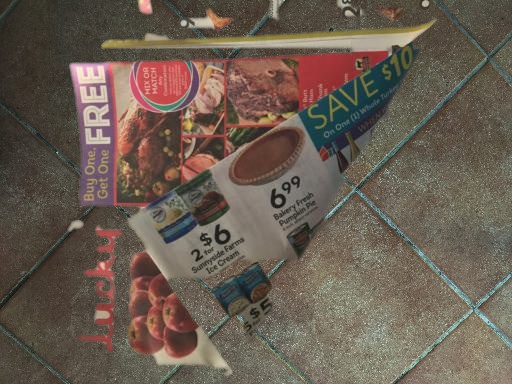 Buy One,
Get One FREE
MIX OR
MATCH
SAVE $10
On One (1) Whole Turkey
WHEN
6 99
Bakery Fresh
Pumpkin Pie
2 for $6
Sunnyside Farms
Ice Cream
$5
lucky